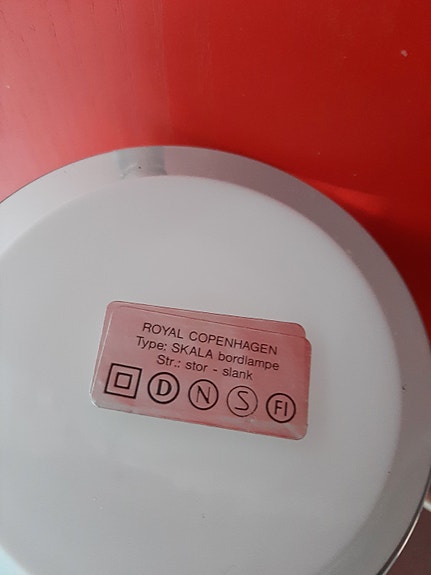 ROYAL COPENHAGEN
Type: SKALA bordlampe
Str.: stor - slank
D N S FI